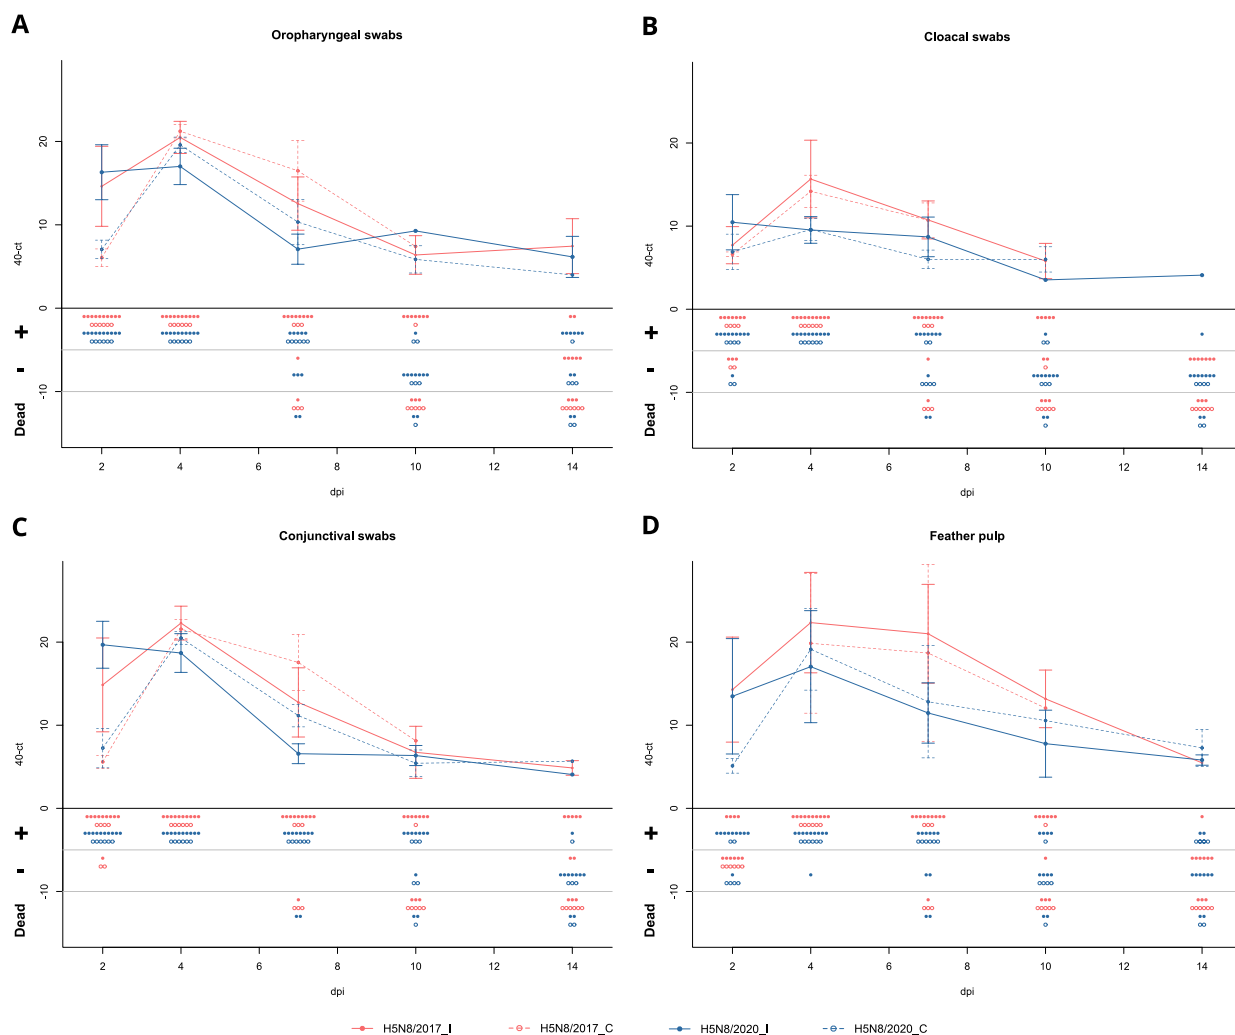 A
Oropharyngeal swabs
20
10
0
-10
40-ct
+
-
Dead
2 4 6 8 10 12 14
dpi
B
Cloacal swabs
20
10
0
-10
40-ct
+
-
Dead
2 4 6 8 10 12 14
dpi
C
Conjunctival swabs
20
10
0
-10
40-ct
+
-
Dead
2 4 6 8 10 12 14
dpi
D
Feather pulp
20
10
0
-10
40-ct
+
-
Dead
2 4 6 8 10 12 14
dpi
H5N8/2017_I H5N8/2017_C H5N8/2020_I H5N8/2020_C